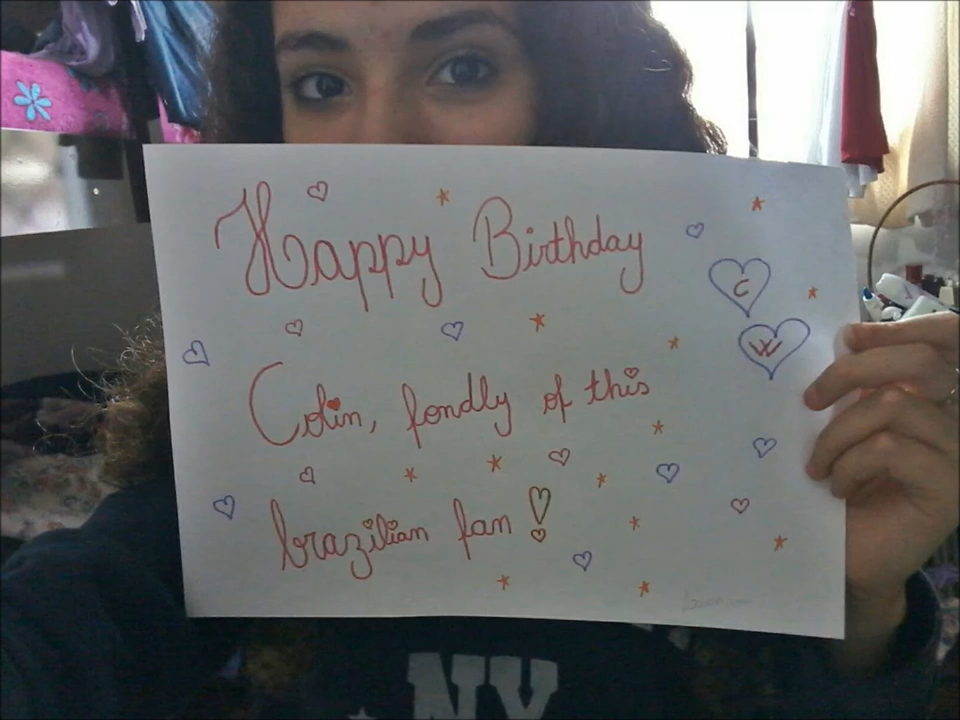 Happy Birthday
C
W
Colin, fondly of this
brazilian fan!
NY